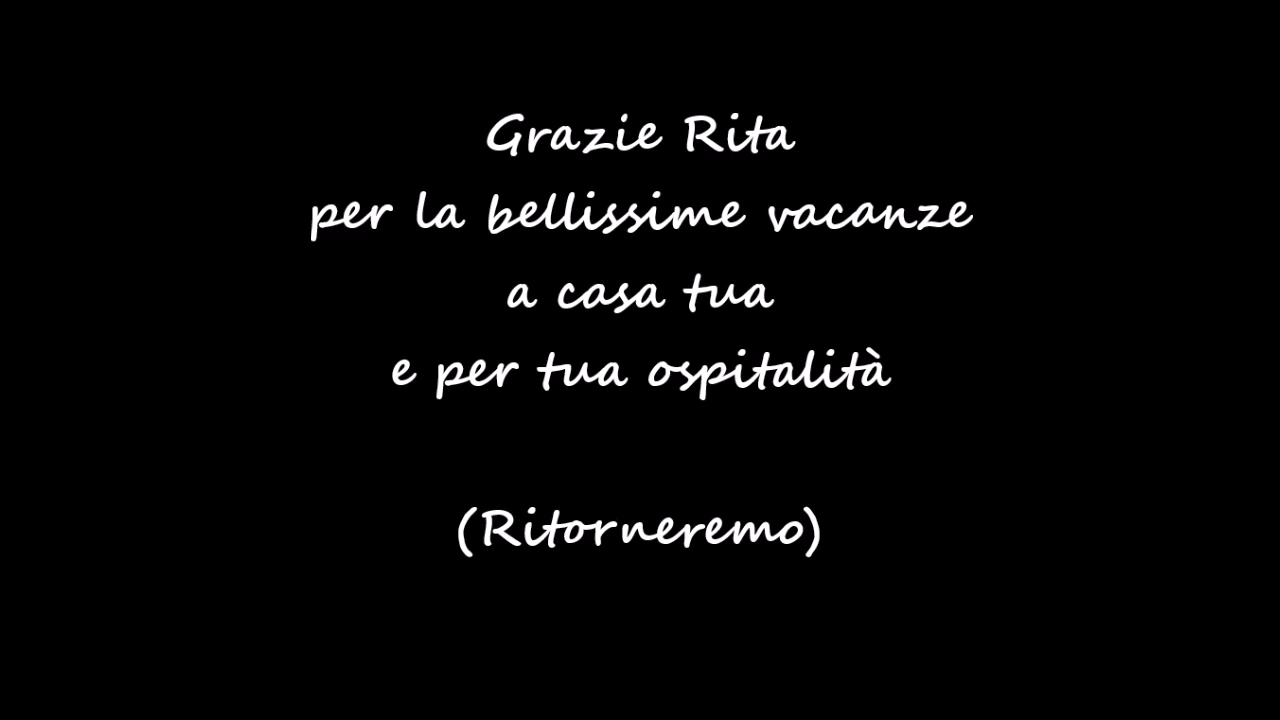 Grazie Rita
per la bellissime vacanze
a casa tua
e per tua ospitalità
(Ritorneremo)